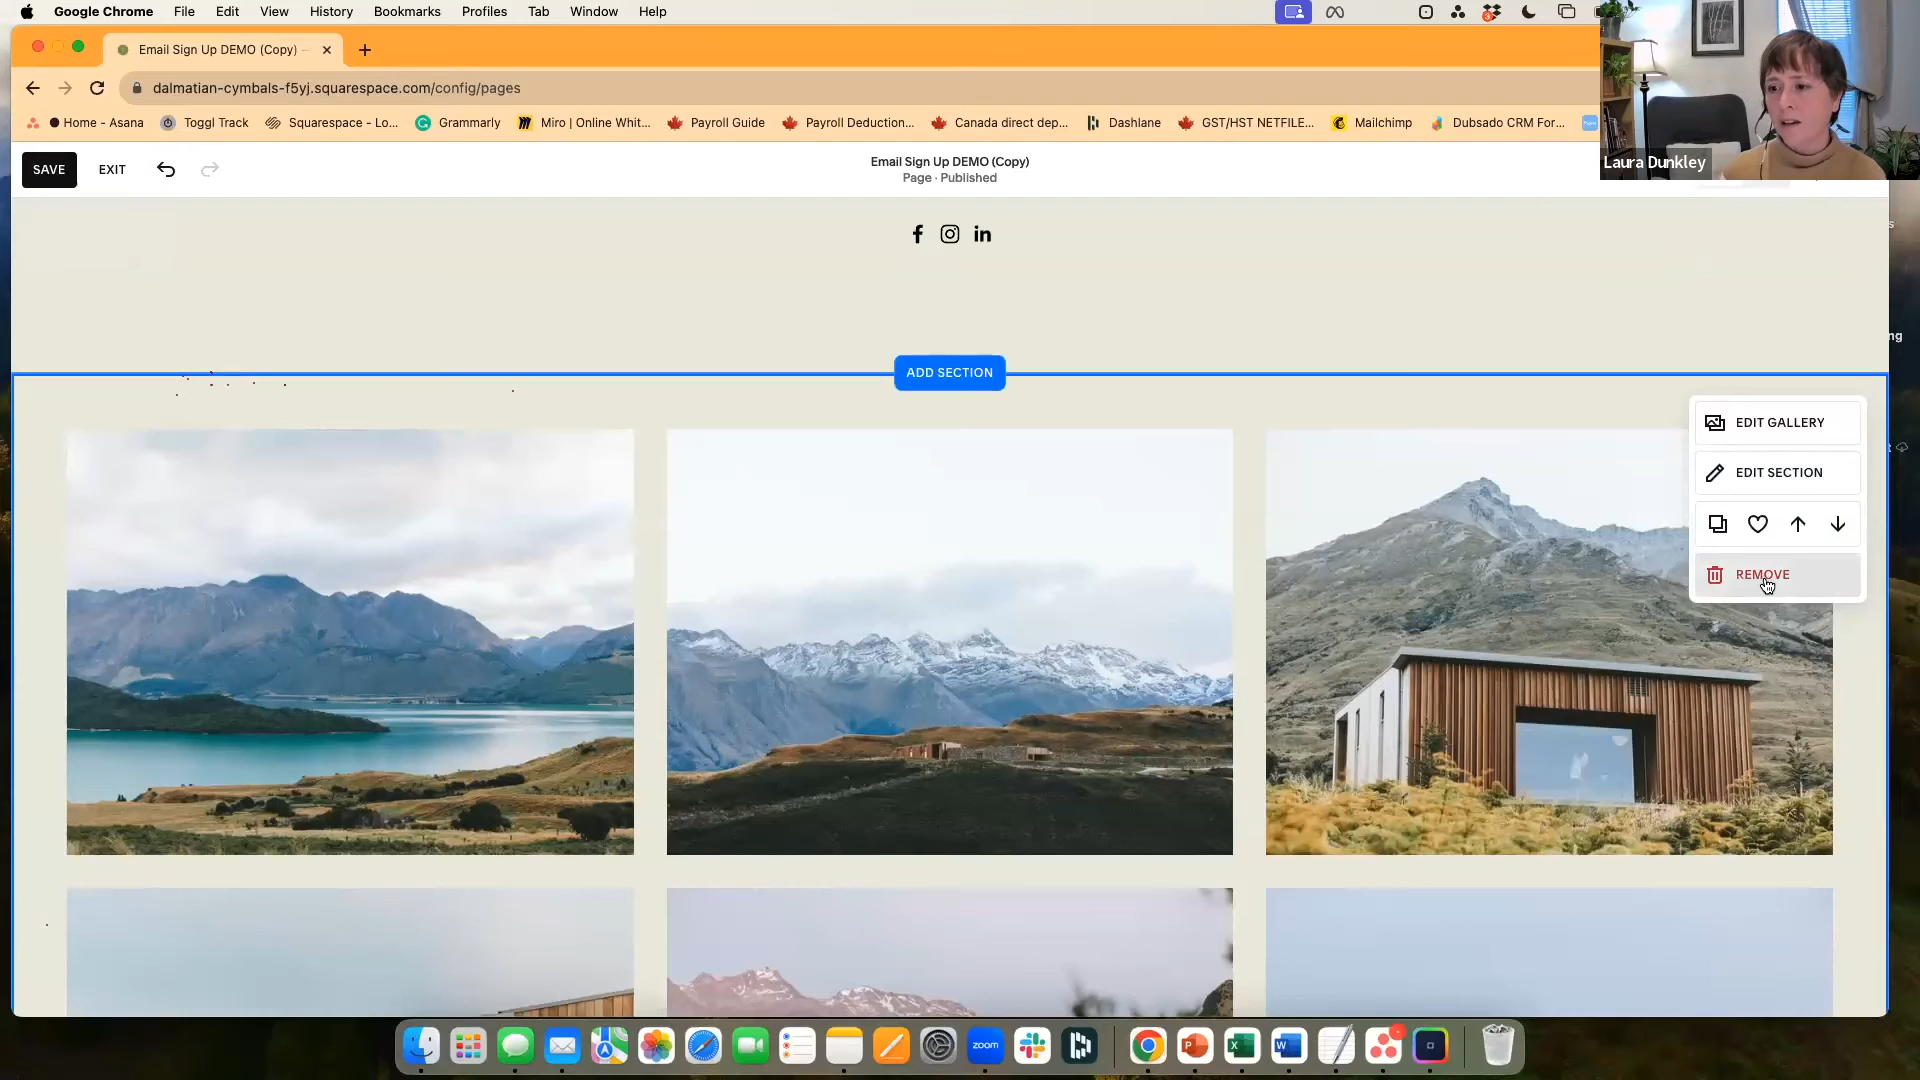 Google Chrome File Edit View History Bookmarks Profiles Tab Window Help
Email Sign Up DEMO (Copy)
dalmatian-cymbals-f5yj.squarespace.com/config/pages
Home - Asana Toggl Track Squarespace - Lo... Grammarly Miro | Online Whit... Payroll Guide Payroll Deduction... Canada direct dep... Dashlane GST/HST NETFILE... Mailchimp Dubsado CRM For...
Laura Dunkley
SAVE EXIT
Email Sign Up DEMO (Copy)
Page · Published
ADD SECTION
EDIT GALLERY
EDIT SECTION
REMOVE
zoom